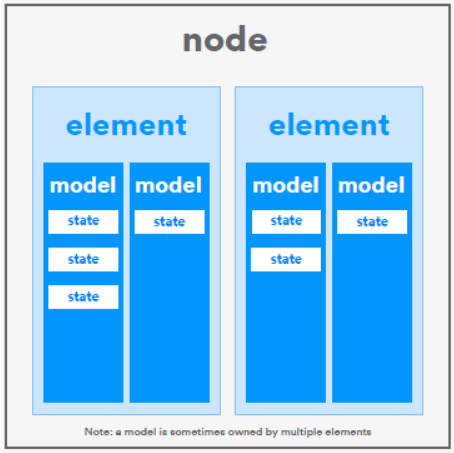 node
element element
model model model model
state state state state
state state
state
Note: a model is sometimes owned by multiple elements